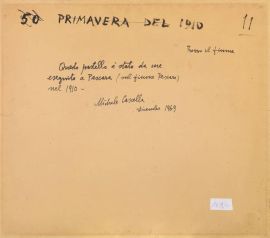 50 PRIMAVERA DEL 1910
11
Presso il fiume
Questo pastello è stato da me
eseguito a Pescara (sul fiume Pescara)
nel 1910 -
Michele Cascella
dicembre 1969